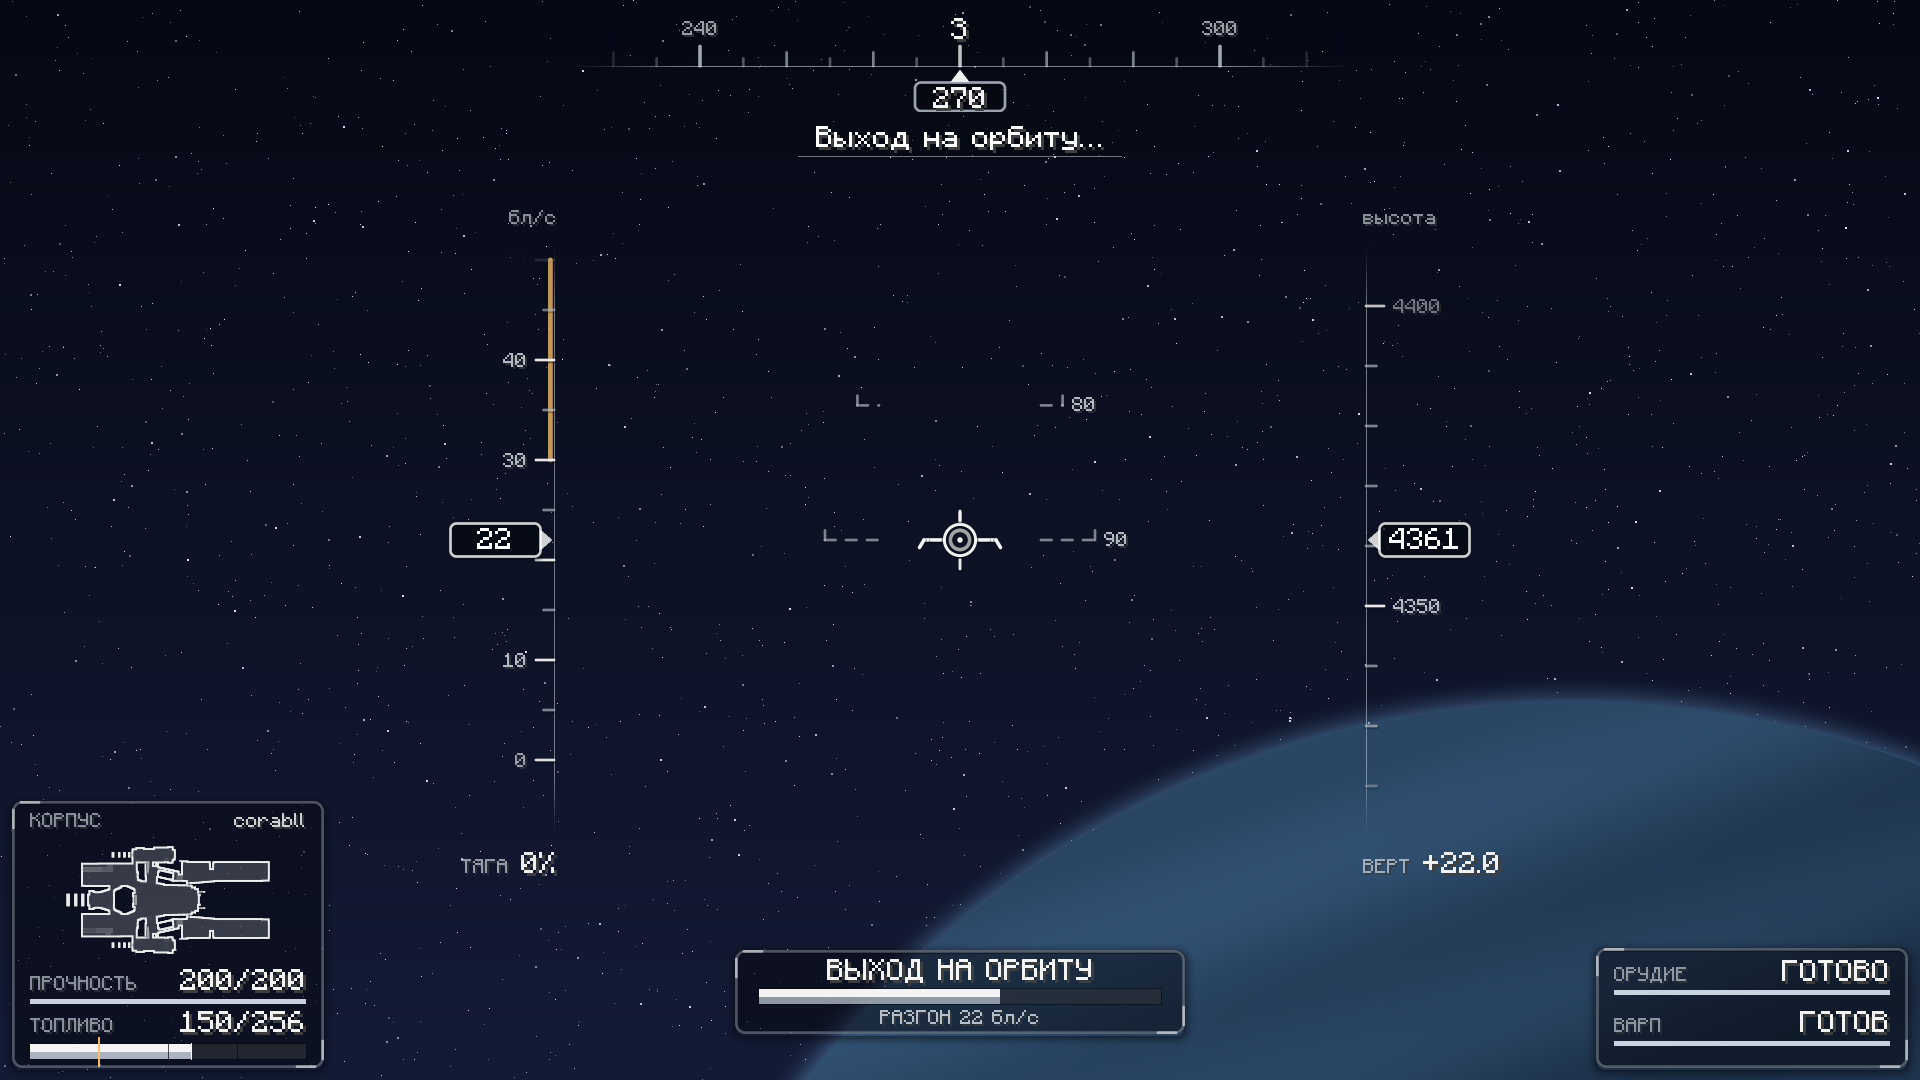 240 З 300
270
Выход на орбиту...
бл/с
высота
4400
40
80
30
22
90
4361
4350
10
0
КОРПУС corabll
ТЯГА 0%
ВЕРТ +22.0
ПРОЧНОСТЬ 200/200
ТОПЛИВО 150/256
ВЫХОД НА ОРБИТУ
РАЗГОН 22 бл/с
ОРУДИЕ ГОТОВО
ВАРП ГОТОВ